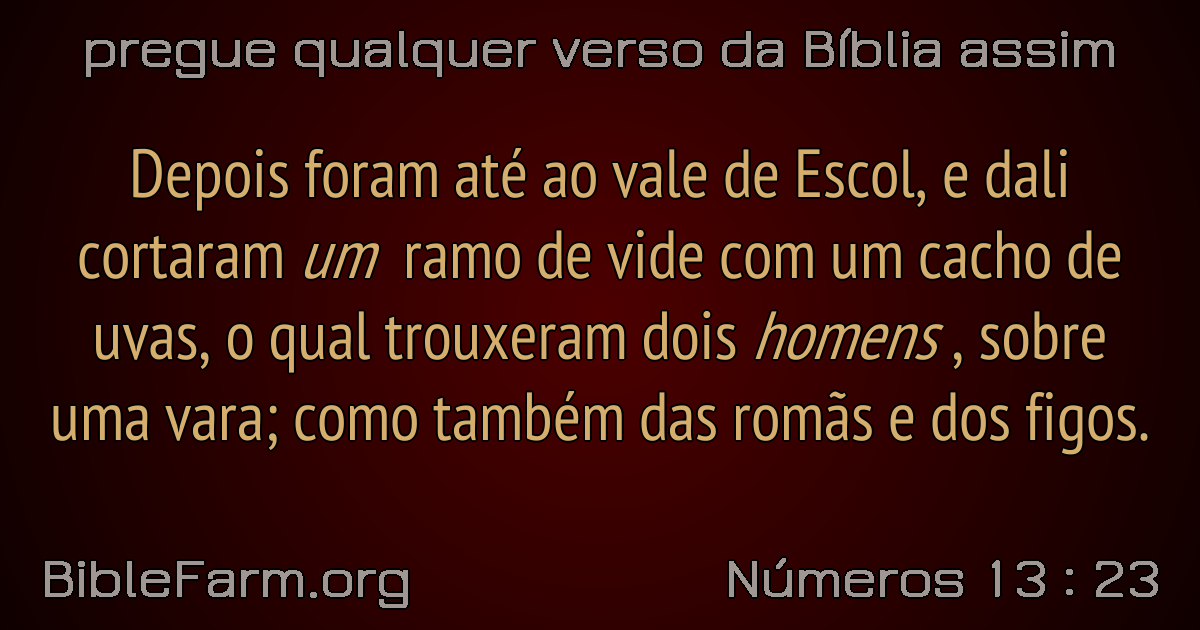 pregue qualquer verso da Bíblia assim
Depois foram até ao vale de Escol, e dali
cortaram um ramo de vide com um cacho de
uvas, o qual trouxeram dois homens , sobre
uma vara; como também das romãs e dos figos.
BibleFarm.org
Números 13 : 23